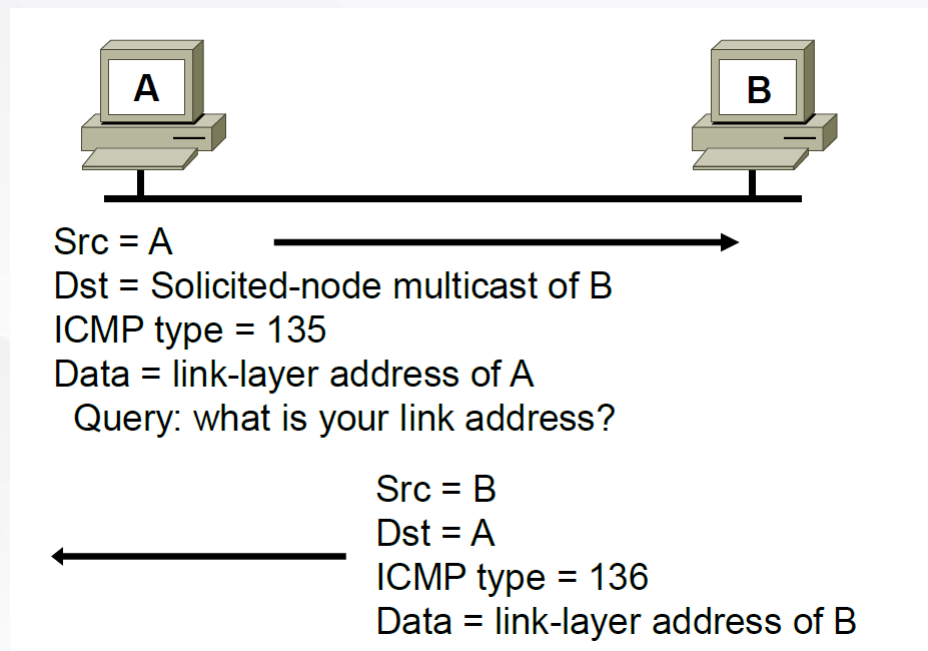 A
B
Src = A
Dst = Solicited-node multicast of B
ICMP type = 135
Data = link-layer address of A
Query: what is your link address?
Src = B
Dst = A
ICMP type = 136
Data = link-layer address of B